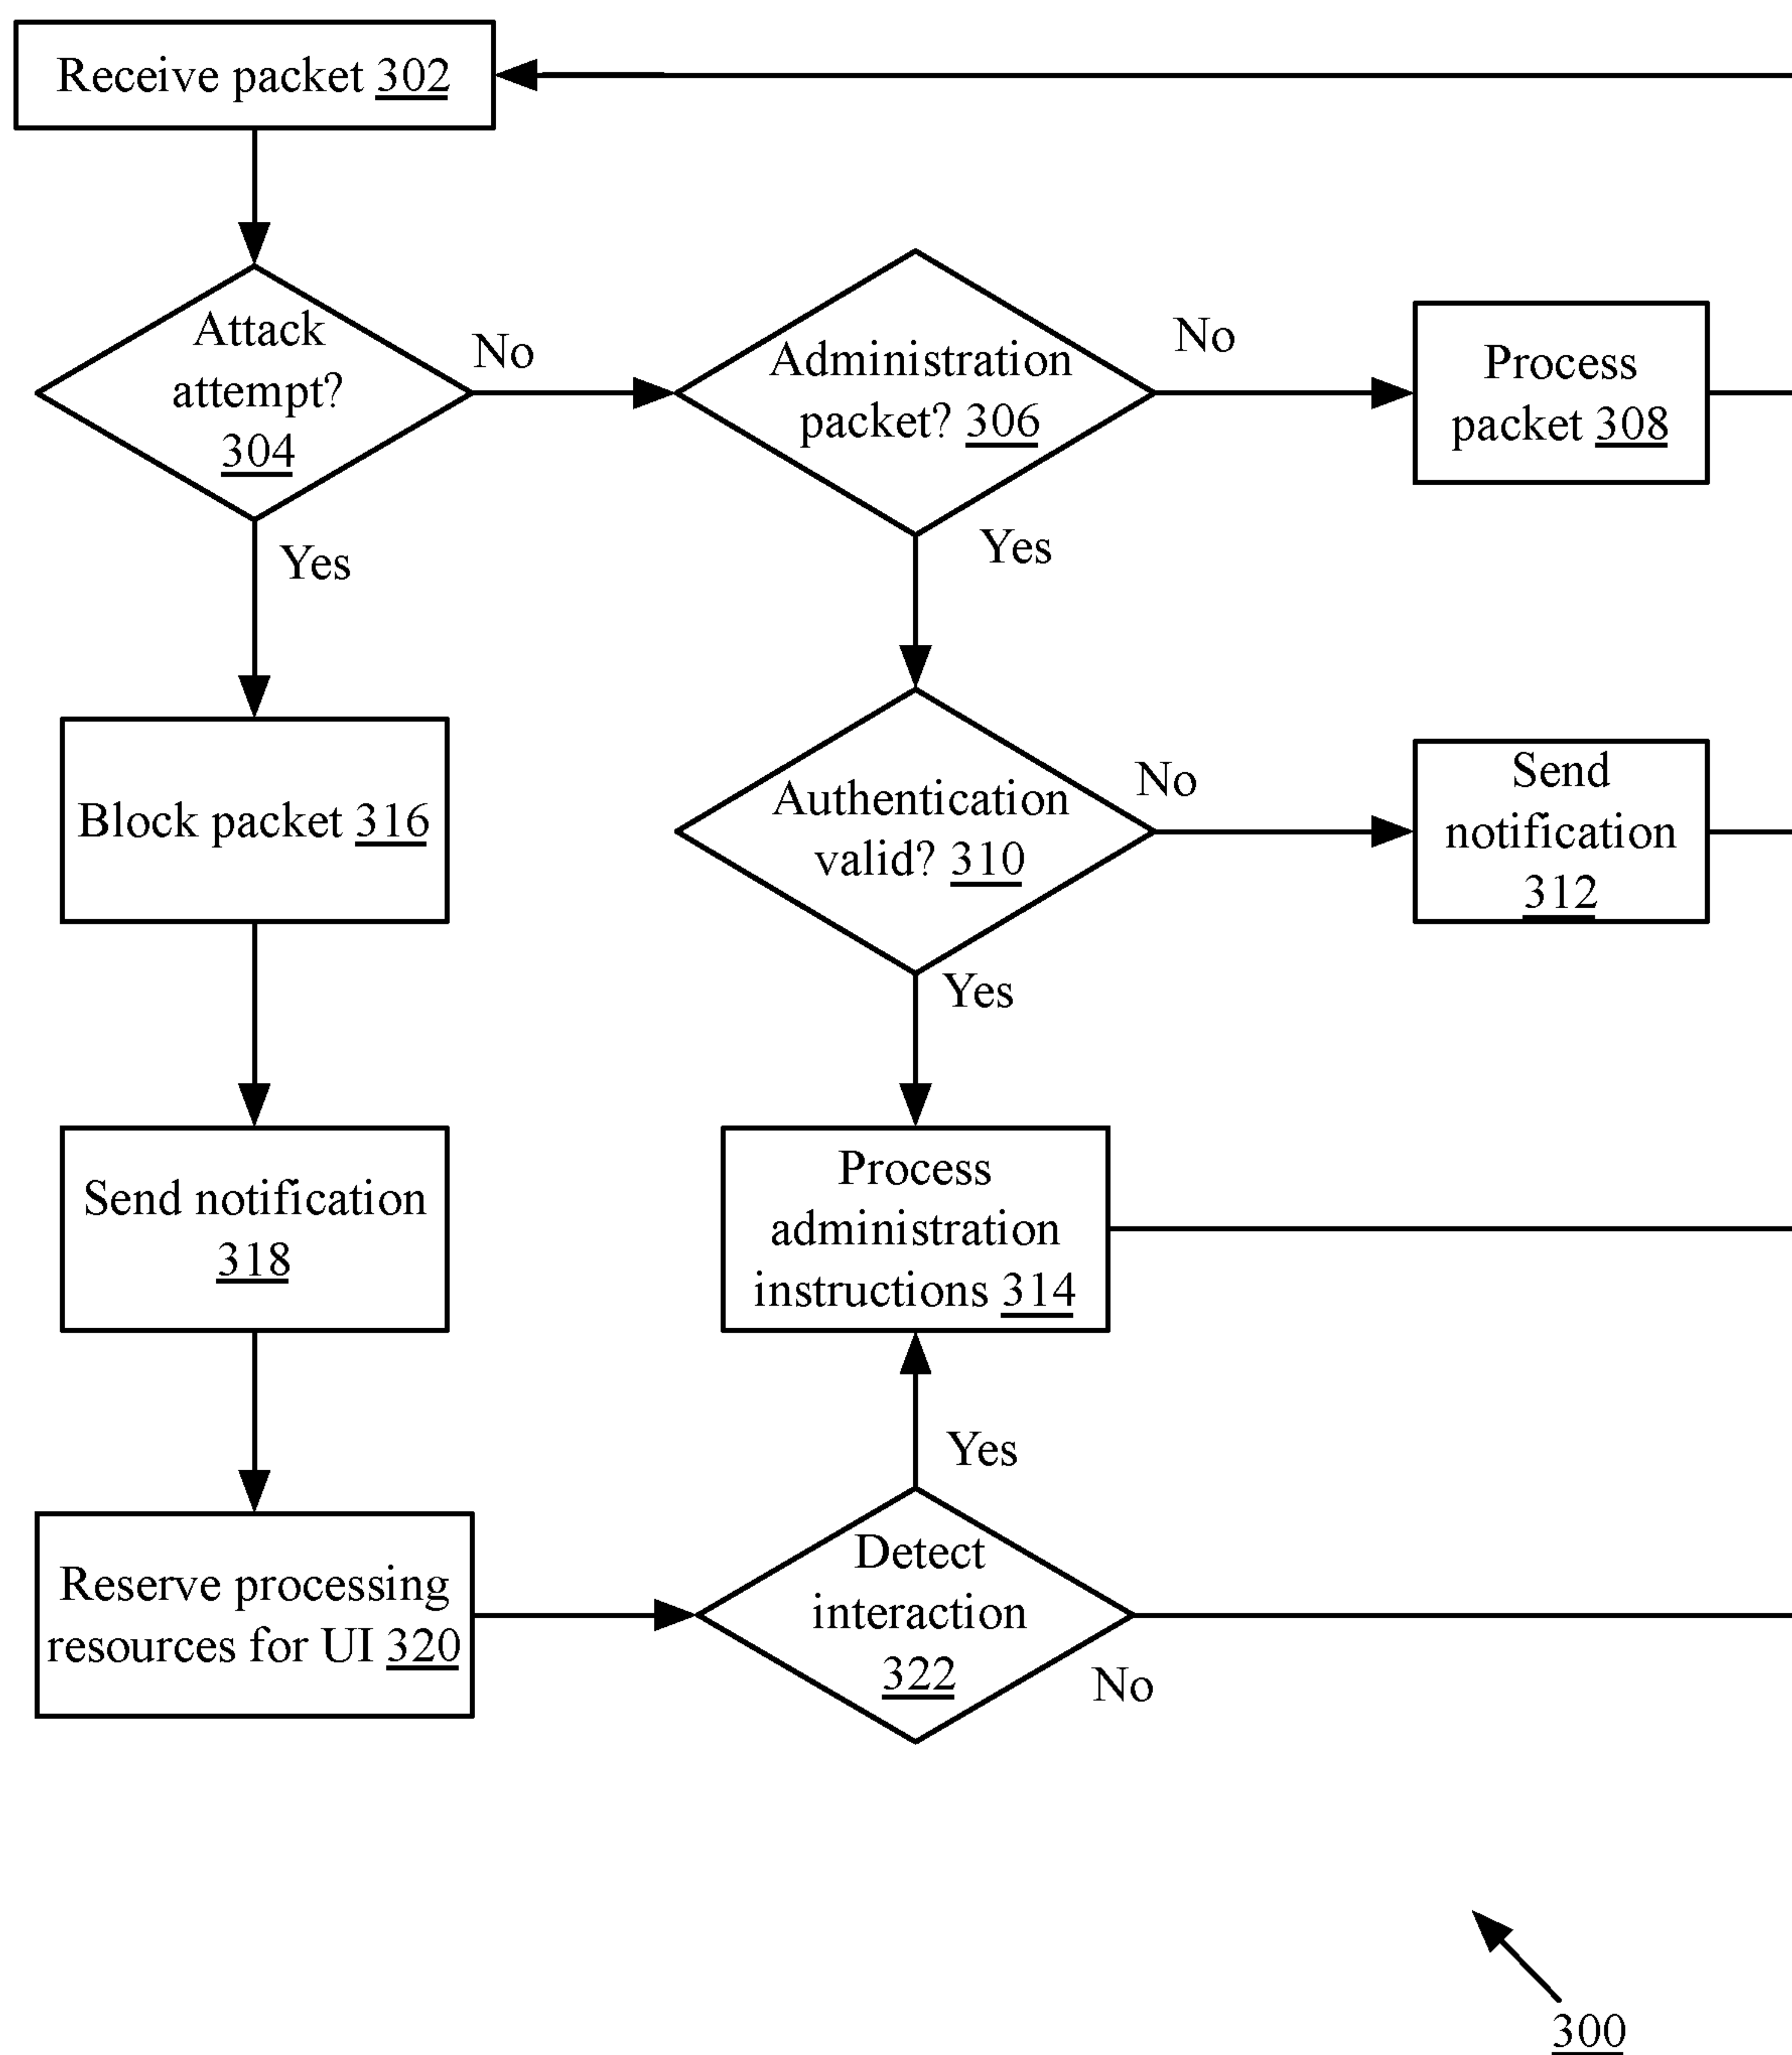 Receive packet 302
Attack
attempt?
304
No
Administration
packet? 306
No
Process
packet 308
Yes
Yes
Block packet 316
Authentication
valid? 310
No
Send
notification
312
Yes
Send notification
318
Process
administration
instructions 314
Yes
Reserve processing
resources for UI 320
Detect
interaction
322
No
300